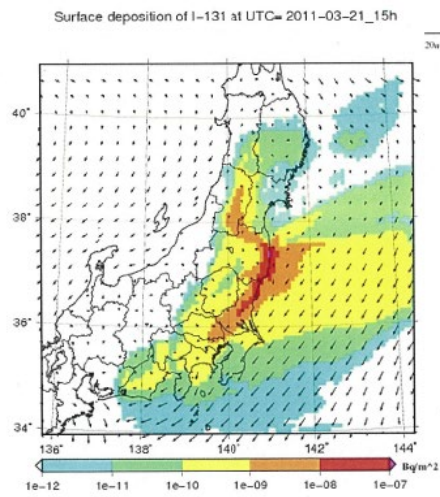 Surface deposition of I-131 at UTC= 2011-03-21_15h
40°
38°
36°
34°
136° 138° 140° 142° 144°
Bq/m^2
1e-12 1e-11 1e-10 1e-09 1e-08 1e-07